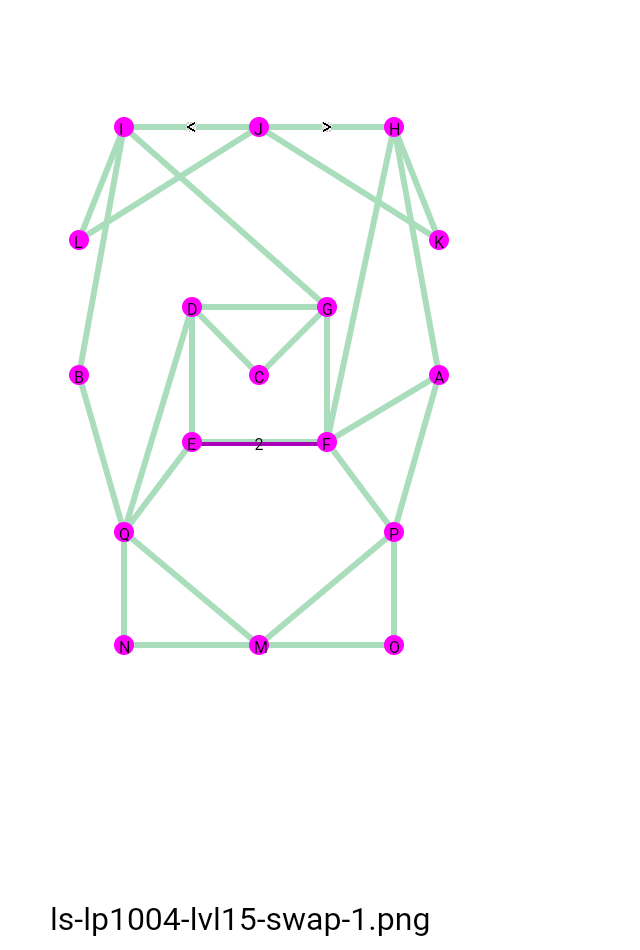 I < J > H
L K
D G
B C A
E 2 F
Q P
N M O
ls-lp1004-lvl15-swap-1.png